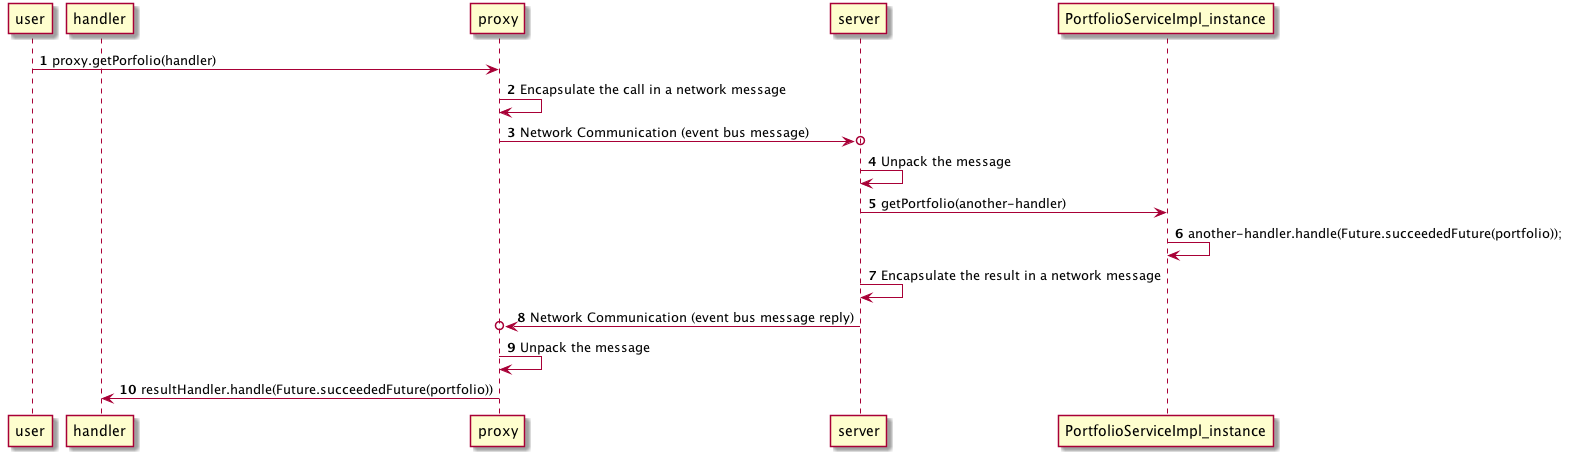 user handler proxy server PortfolioServiceImpl_instance
1 proxy.getPorfolio(handler)
2 Encapsulate the call in a network message
3 Network Communication (event bus message)
4 Unpack the message
5 getPortfolio(another-handler)
6 another-handler.handle(Future.succeededFuture(portfolio));
7 Encapsulate the result in a network message
8 Network Communication (event bus message reply)
9 Unpack the message
10 resultHandler.handle(Future.succeededFuture(portfolio))
user handler proxy server PortfolioServiceImpl_instance